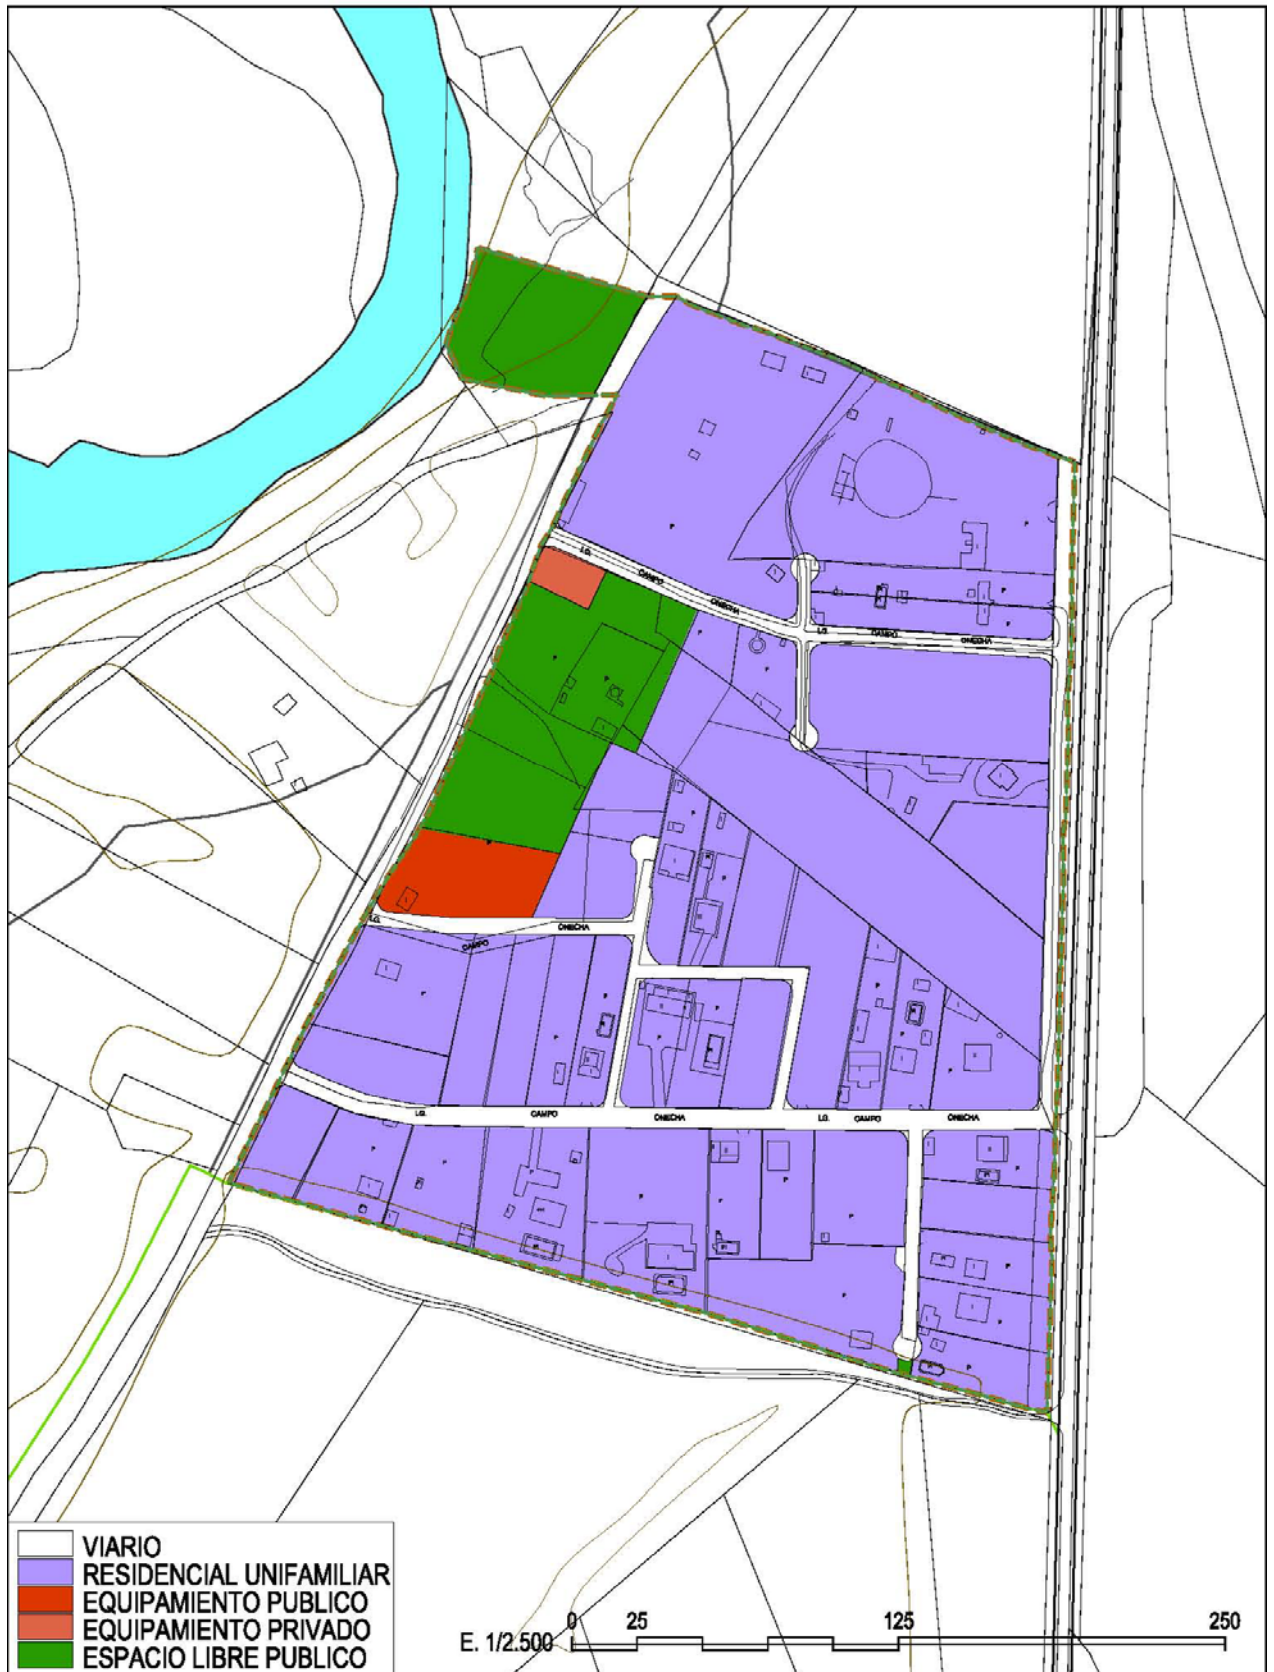 LG. CAMPO ONECHA
LG. CAMPO ONECHA
LG. CAMPO ONECHA
LG. CAMPO ONECHA LG. CAMPO ONECHA
VIARIO
RESIDENCIAL UNIFAMILIAR
EQUIPAMIENTO PUBLICO
EQUIPAMIENTO PRIVADO
ESPACIO LIBRE PUBLICO
0 25 125 250
E. 1/2.500